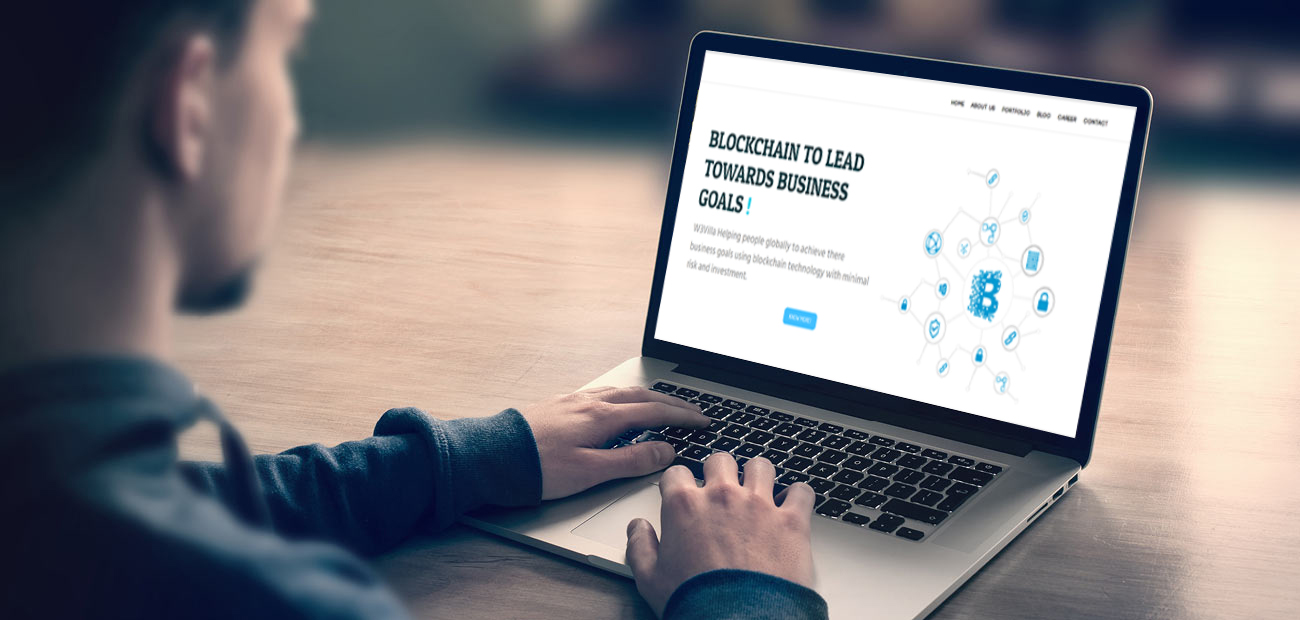 HOME ABOUT US PORTFOLIO BLOG CAREER CONTACT
BLOCKCHAIN TO LEAD
TOWARDS BUSINESS
GOALS !
W3Villa Helping people globally to achieve there
business goals using blockchain technology with minimal
risk and investment.